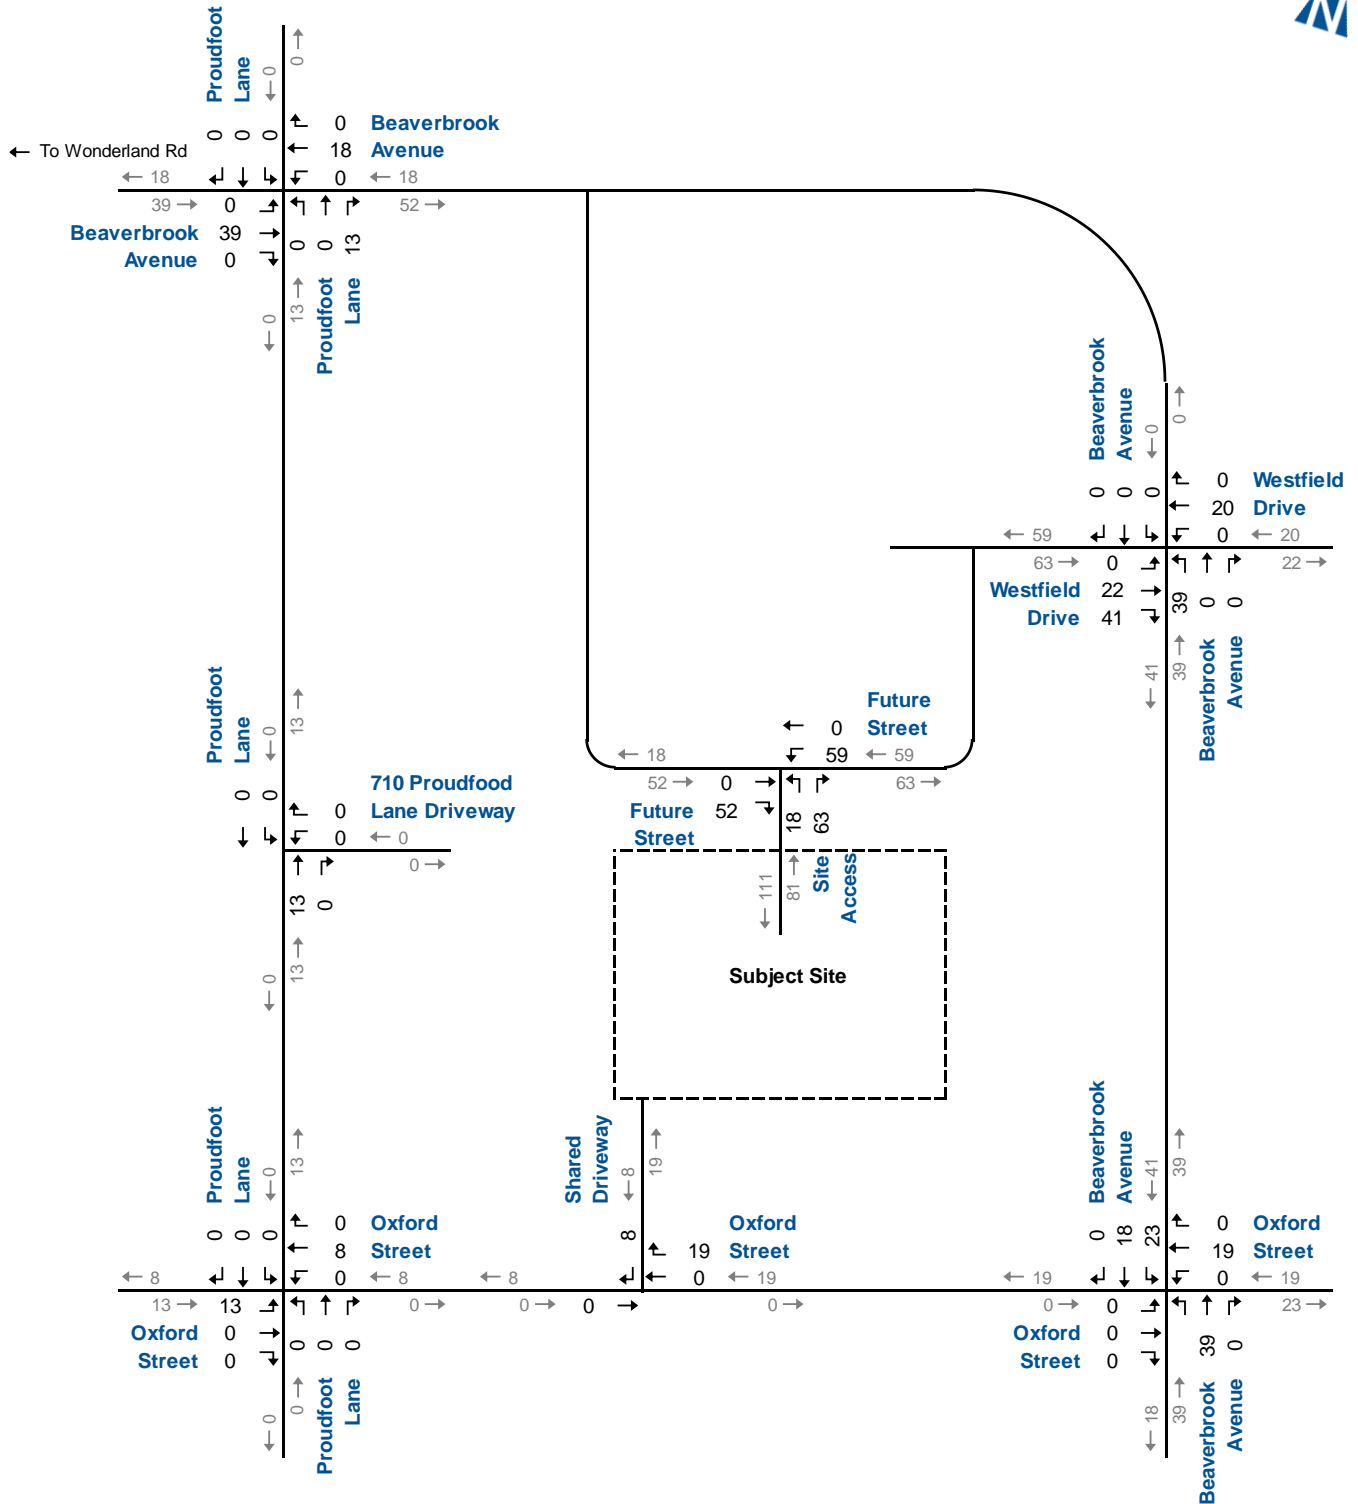 N
Proudfoot
Lane
← 0
0 →
0 0 0
0 Beaverbrook
18 Avenue
0
← To Wonderland Rd
← 18
← 18
39 →
52 →
0
Beaverbrook 39
Avenue 0
0 0 13
← 0
13 →
Proudfoot
Lane
Beaverbrook
Avenue
← 0
0 →
0 0 0
0 Westfield
20 Drive
0
← 59
← 20
63 →
22 →
0
Westfield 22
Drive 41
39 0 0
← 41
39 →
Beaverbrook
Avenue
Proudfoot
Lane
← 0
13 →
0 0
710 Proudfood
0 Lane Driveway
0
← 0
0 →
13 0
← 0
13 →
Future
0 Street
59
← 18
← 59
52 →
63 →
0
Future 52
Street
18 63
← 111
81 →
Site
Access
Subject Site
Proudfoot
Lane
← 0
13 →
0 0 0
0 Oxford
8 Street
0
← 8
← 8
13 →
0 →
13
Oxford 0
Street 0
0 0 0
← 0
0 →
Proudfoot
Lane
Shared
Driveway
← 8
19 →
8
Oxford
19 Street
0
← 8
← 19
0 →
0
0 →
Beaverbrook
Avenue
← 41
39 →
0 18 23
0 Oxford
19 Street
0
← 19
← 19
0 →
23 →
0
Oxford 0
Street 0
39 0
← 18
39 →
Beaverbrook
Avenue